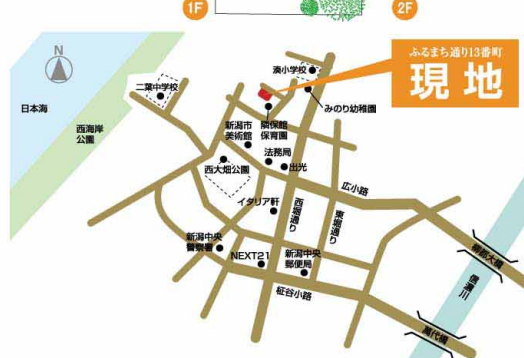 1F
2F
N
ふるまち通り13番町
現地
湊小学校
二葉中学校
みのり幼稚園
日本海
西海岸
公園
隣保館
保育園
新潟市
美術館
法務局
出光
西大畑公園
広小路
イタリア軒
西堀通り
東堀通り
新潟中央
警察署
NEXT21
新潟中央
郵便局
柳都大橋
信濃川
柾谷小路
萬代橋